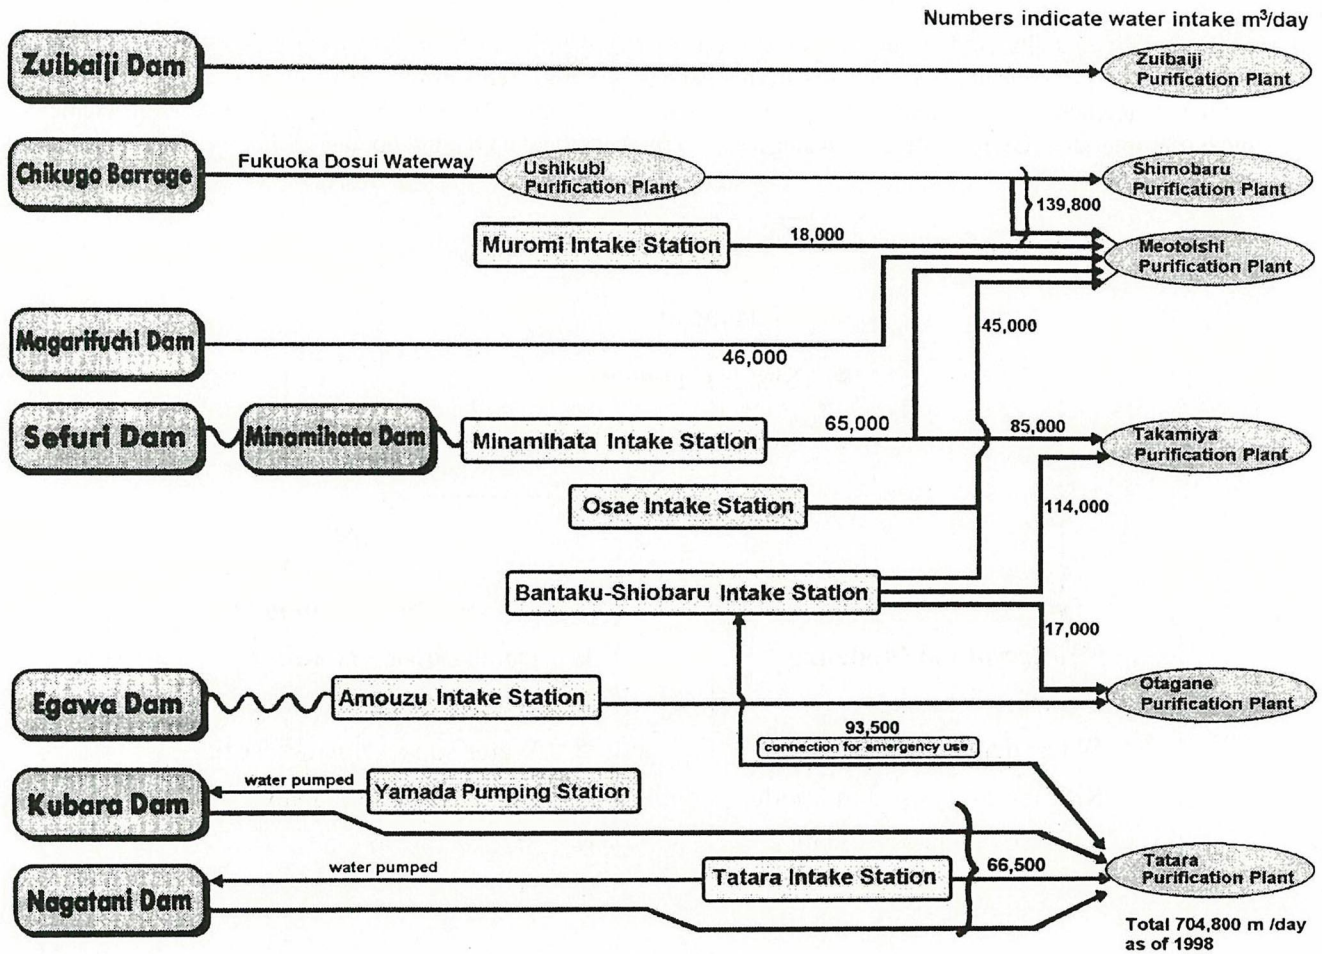 Numbers indicate water intake m³/day
Zuibaiji Dam
Zuibaiji
Purification Plant
Chikugo Barrage
Fukuoka Dosui Waterway
Ushikubi
Purification Plant
Shimobaru
Purification Plant
139,800
Muromi Intake Station
18,000
Meotoishi
Purification Plant
45,000
Magarifuchi Dam
46,000
Sefuri Dam
Minamihata Dam
Minamihata Intake Station
65,000
85,000
Takamiya
Purification Plant
Osae Intake Station
114,000
Bantaku-Shiobaru Intake Station
17,000
Egawa Dam
Amouzu Intake Station
Otagane
Purification Plant
93,500
connection for emergency use
Kubara Dam
water pumped
Yamada Pumping Station
Nagatani Dam
water pumped
Tatara Intake Station
66,500
Tatara
Purification Plant
Total 704,800 m /day
as of 1998